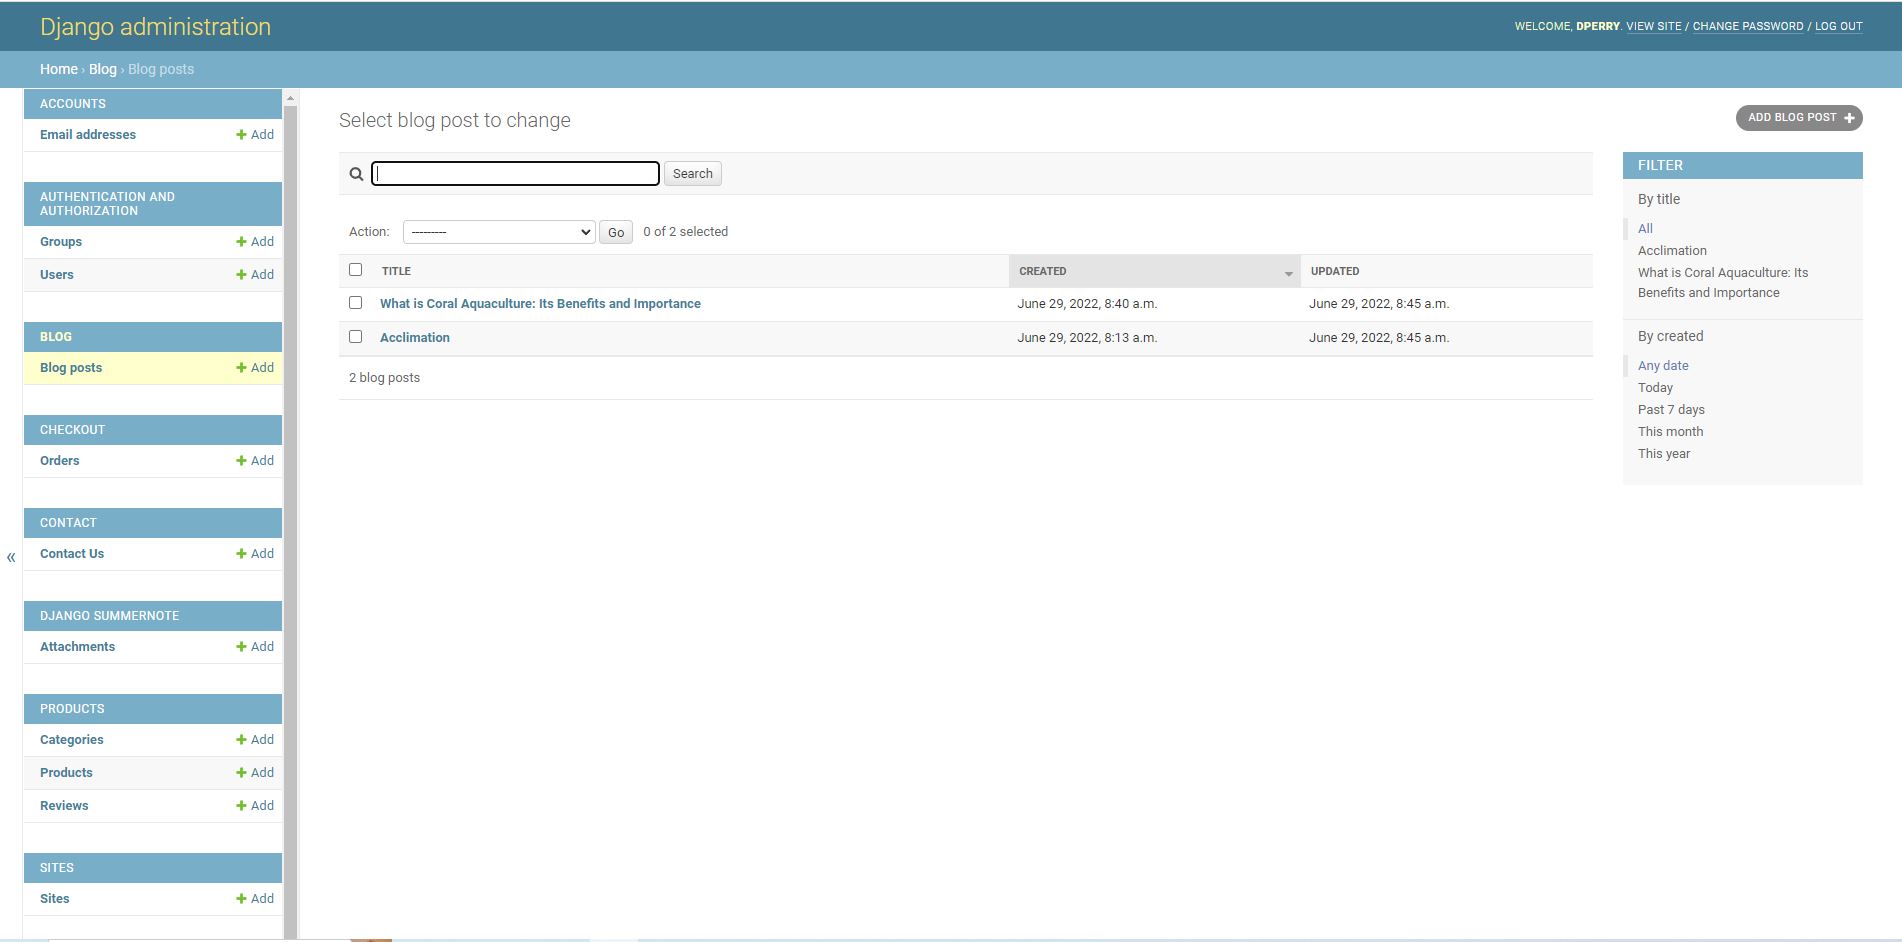 Django administration
WELCOME, DPERRY. VIEW SITE / CHANGE PASSWORD / LOG OUT
Home › Blog › Blog posts
ACCOUNTS
Email addresses Add
AUTHENTICATION AND
AUTHORIZATION
Groups Add
Users Add
BLOG
Blog posts Add
CHECKOUT
Orders Add
CONTACT
Contact Us Add
DJANGO SUMMERNOTE
Attachments Add
PRODUCTS
Categories Add
Products Add
Reviews Add
SITES
Sites Add
«
Select blog post to change
ADD BLOG POST
Search
Action: --------- Go 0 of 2 selected
TITLE CREATED UPDATED
What is Coral Aquaculture: Its Benefits and Importance June 29, 2022, 8:40 a.m. June 29, 2022, 8:45 a.m.
Acclimation June 29, 2022, 8:13 a.m. June 29, 2022, 8:45 a.m.
2 blog posts
FILTER
By title
All
Acclimation
What is Coral Aquaculture: Its
Benefits and Importance
By created
Any date
Today
Past 7 days
This month
This year